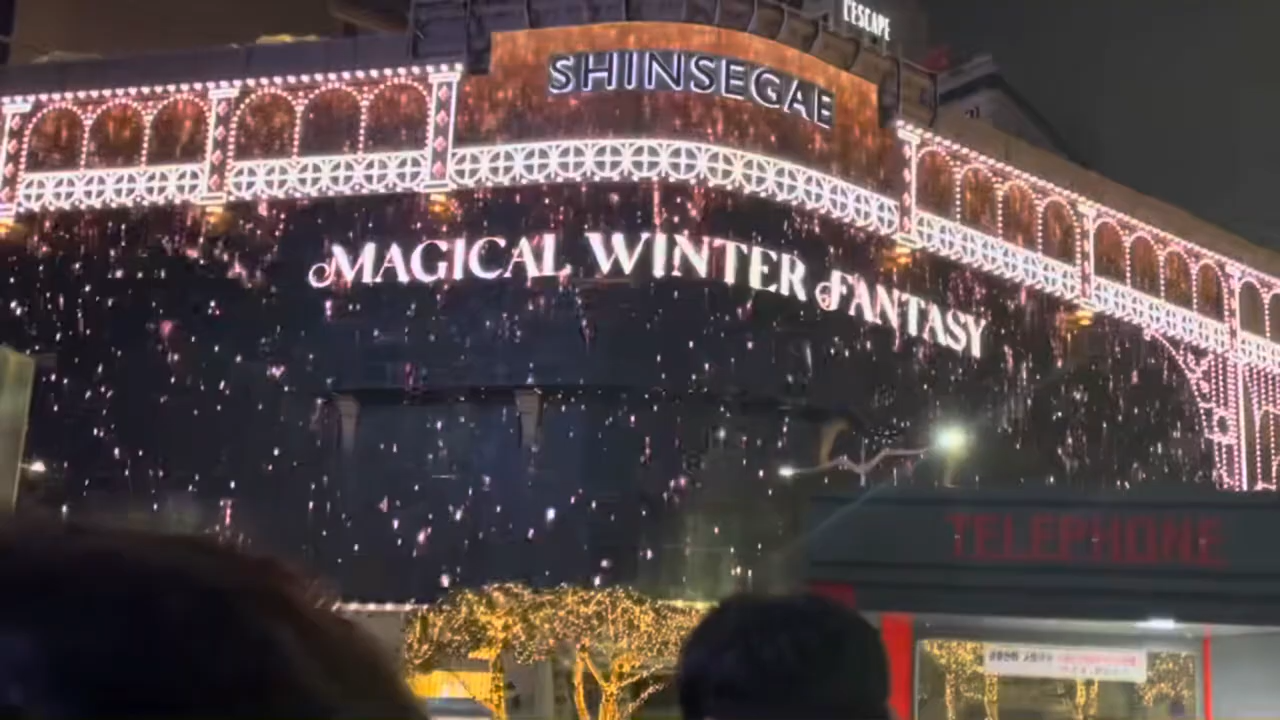 L'ESCAPE
SHINSEGAE
MAGICAL WINTER FANTASY
TELEPHONE